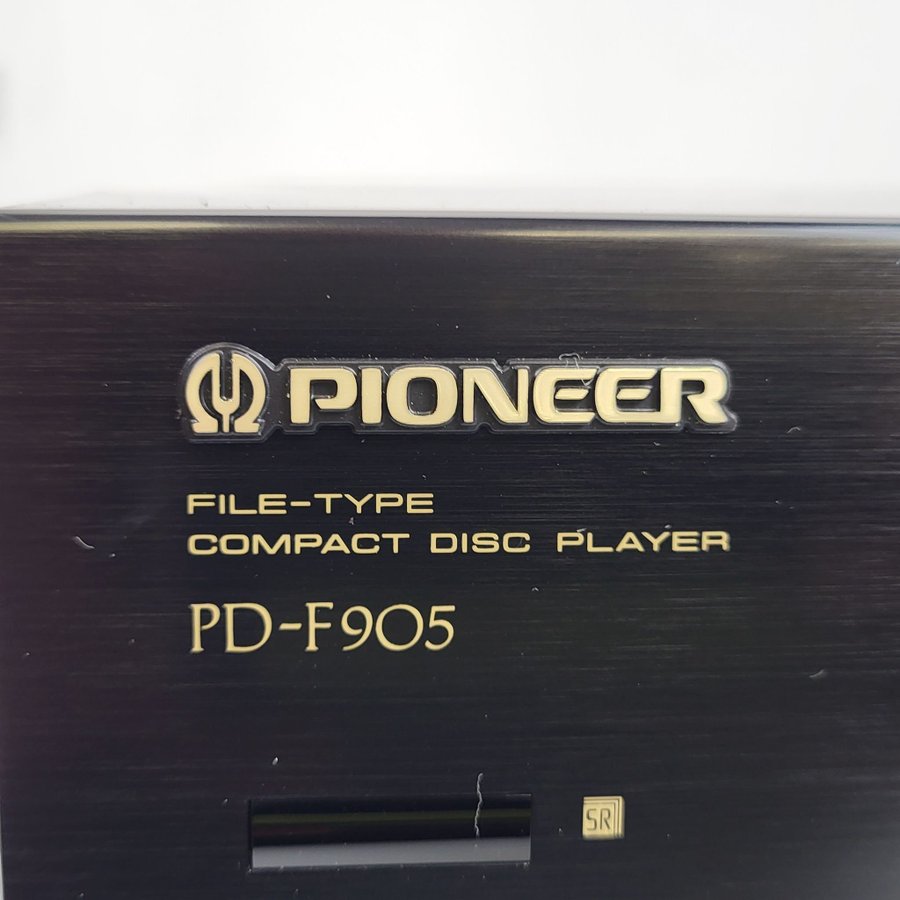 PIONEER
FILE-TYPE
COMPACT DISC PLAYER
PD-F905
SR